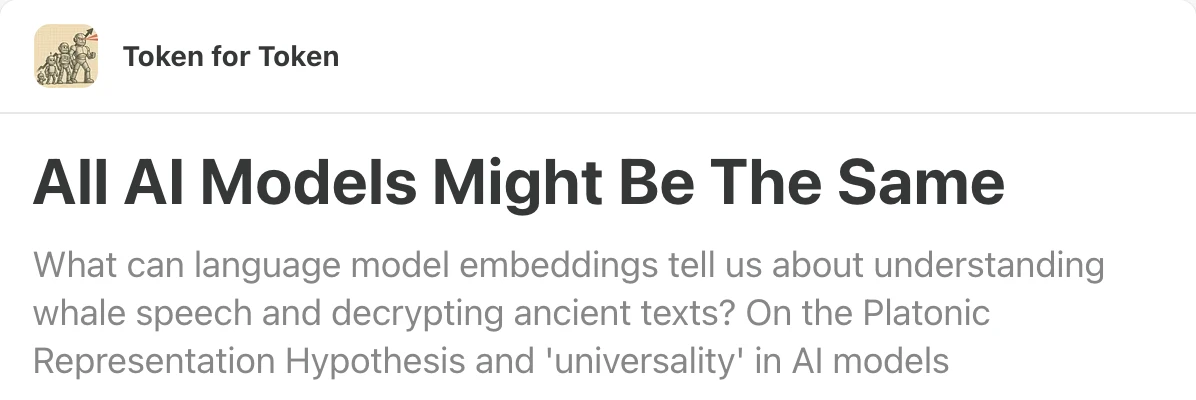 Token for Token
All AI Models Might Be The Same
What can language model embeddings tell us about understanding
whale speech and decrypting ancient texts? On the Platonic
Representation Hypothesis and 'universality' in AI models